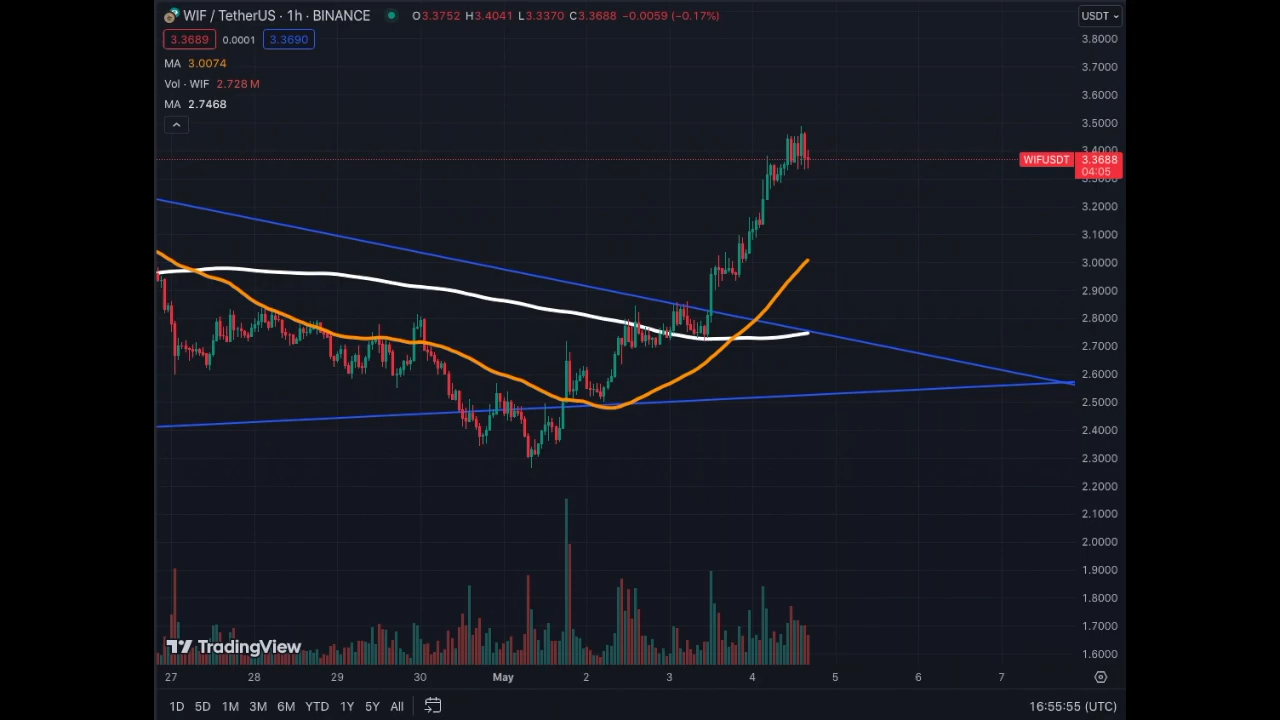 WIF / TetherUS · 1h · BINANCE O3.3752 H3.4041 L3.3370 C3.3688 −0.0059 (−0.17%) USDT
3.3689 0.0001 3.3690
MA 3.0074
Vol · WIF 2.728 M
MA 2.7468
3.8000
3.7000
3.6000
3.5000
3.4000
WIFUSDT 3.3688
04:05
3.3000
3.2000
3.1000
3.0000
2.9000
2.8000
2.7000
2.6000
2.5000
2.4000
2.3000
2.2000
2.1000
2.0000
1.9000
1.8000
1.7000
1.6000
TradingView
27 28 29 30 May 2 3 4 5 6 7
1D 5D 1M 3M 6M YTD 1Y 5Y All 16:55:55 (UTC)